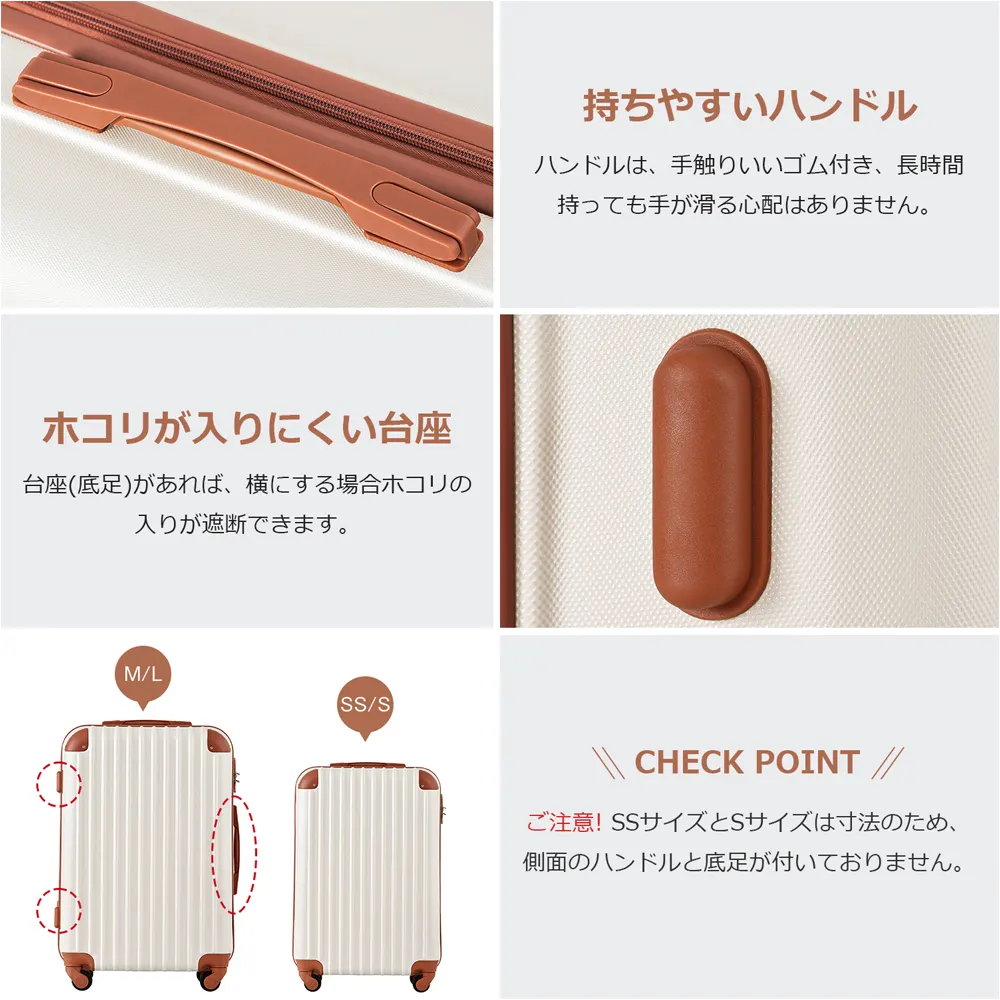 持ちやすいハンドル
ハンドルは、手触りいいゴム付き、長時間
持っても手が滑る心配はありません。
ホコリが入りにくい台座
台座(底足)があれば、横にする場合ホコリの
入りが遮断できます。
M/L
SS/S
CHECK POINT
ご注意! SSサイズとSサイズは寸法のため、
側面のハンドルと底足が付いておりません。